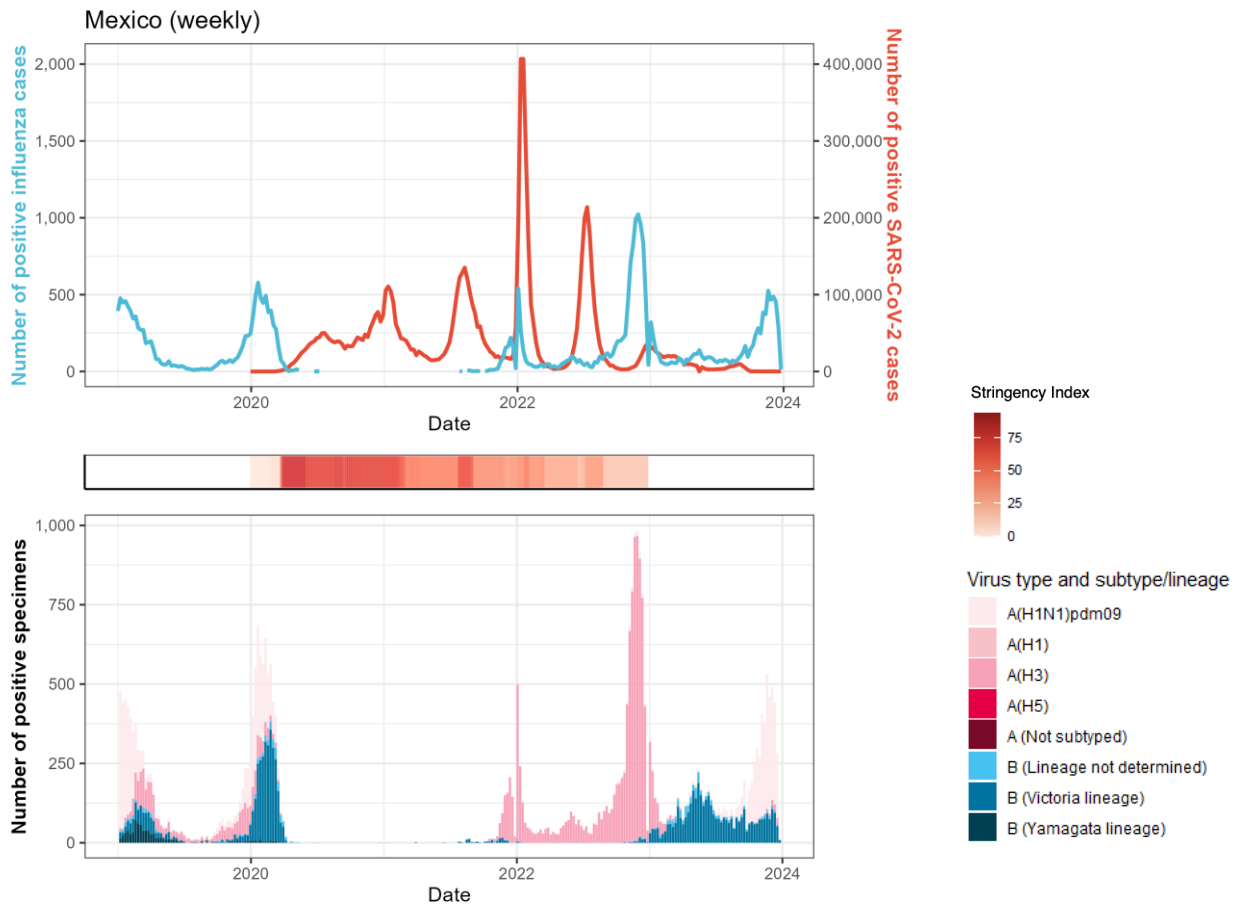 Mexico (weekly)
Number of positive influenza cases
2,000
1,500
1,000
500
0
400,000
300,000
200,000
100,000
0
Number of positive SARS-CoV-2 cases
2020
2022
2024
Date
Stringency Index
75
50
25
0
Number of positive specimens
1,000
750
500
250
0
2020
2022
2024
Date
Virus type and subtype/lineage
A(H1N1)pdm09
A(H1)
A(H3)
A(H5)
A (Not subtyped)
B (Lineage not determined)
B (Victoria lineage)
B (Yamagata lineage)